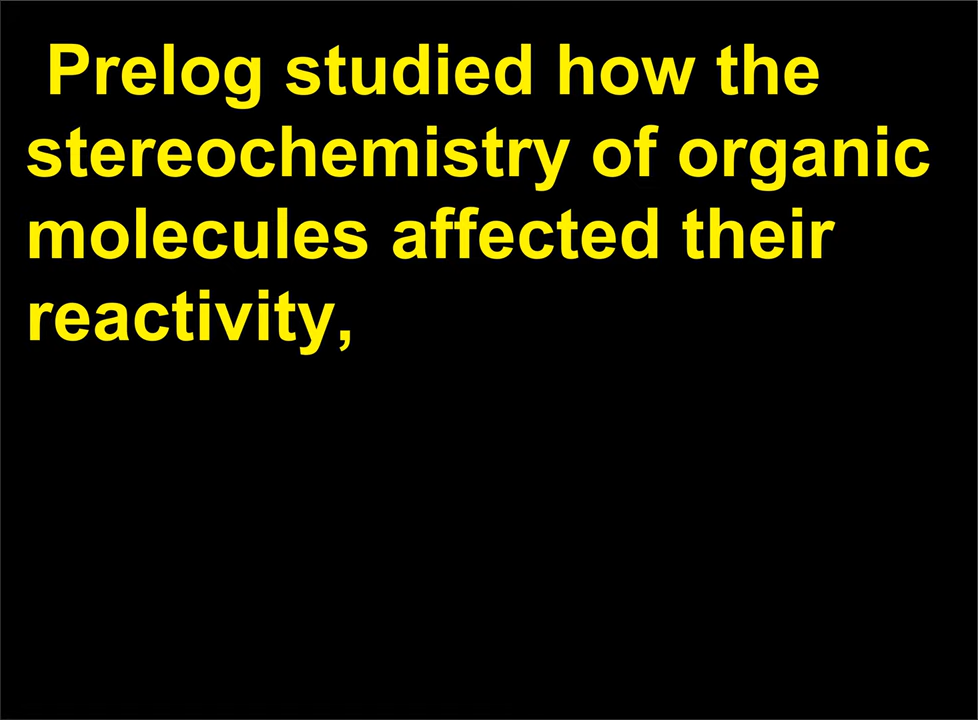 Prelog studied how the
stereochemistry of organic
molecules affected their
reactivity,